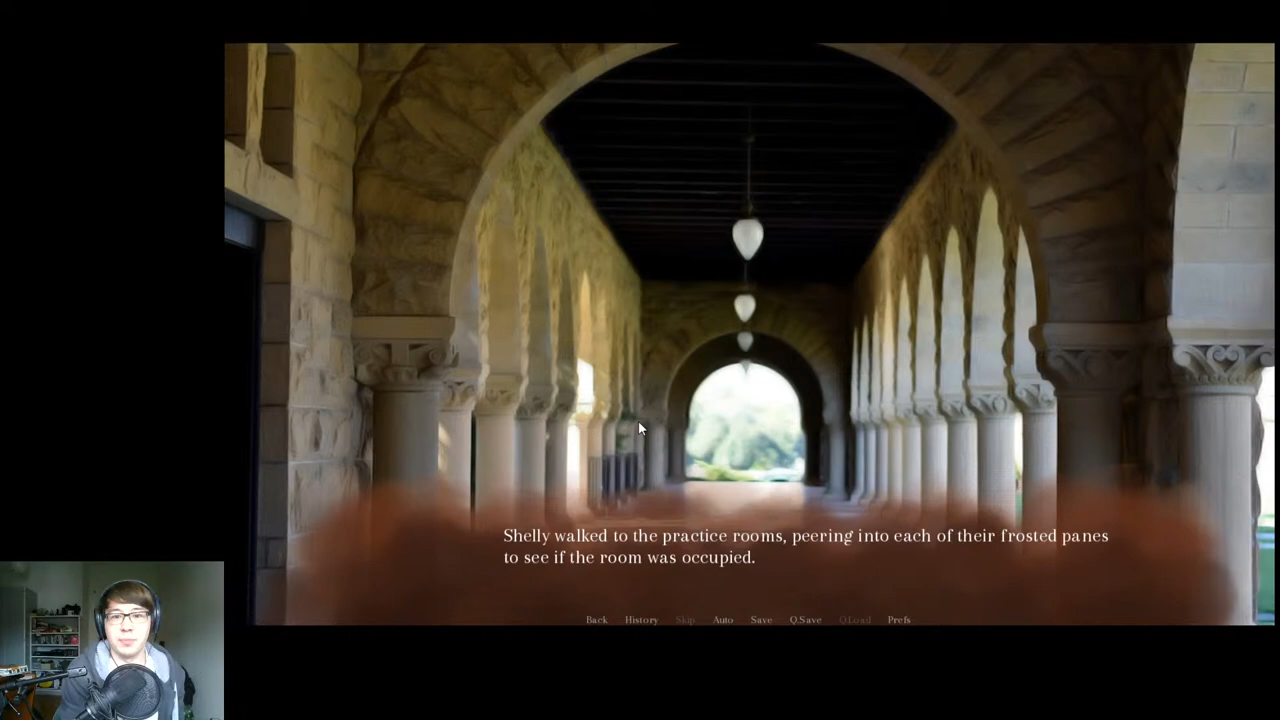 Shelly walked to the practice rooms, peering into each of their frosted panes
to see if the room was occupied.
Back History Skip Auto Save Q.Save Q.Load Prefs